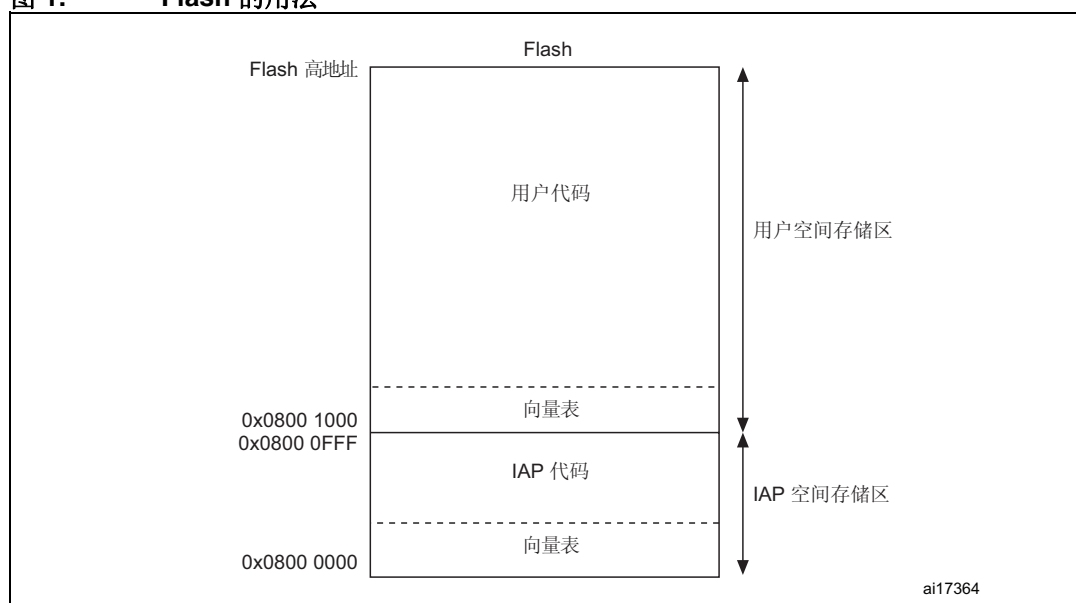 图 1. Flash 的用法
Flash
Flash 高地址
用户代码
用户空间存储区
向量表
0x0800 1000
0x0800 0FFF
IAP 代码
IAP 空间存储区
向量表
0x0800 0000
ai17364